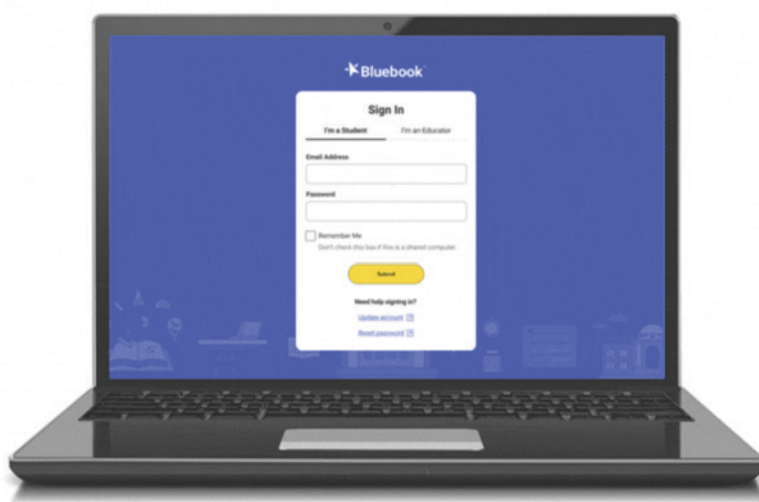 Bluebook
Sign In
I'm a Student I'm an Educator
Email Address
Password
Remember Me
Don't check this box if this is a shared computer.
Submit
Need help signing in?
Update account
Reset password